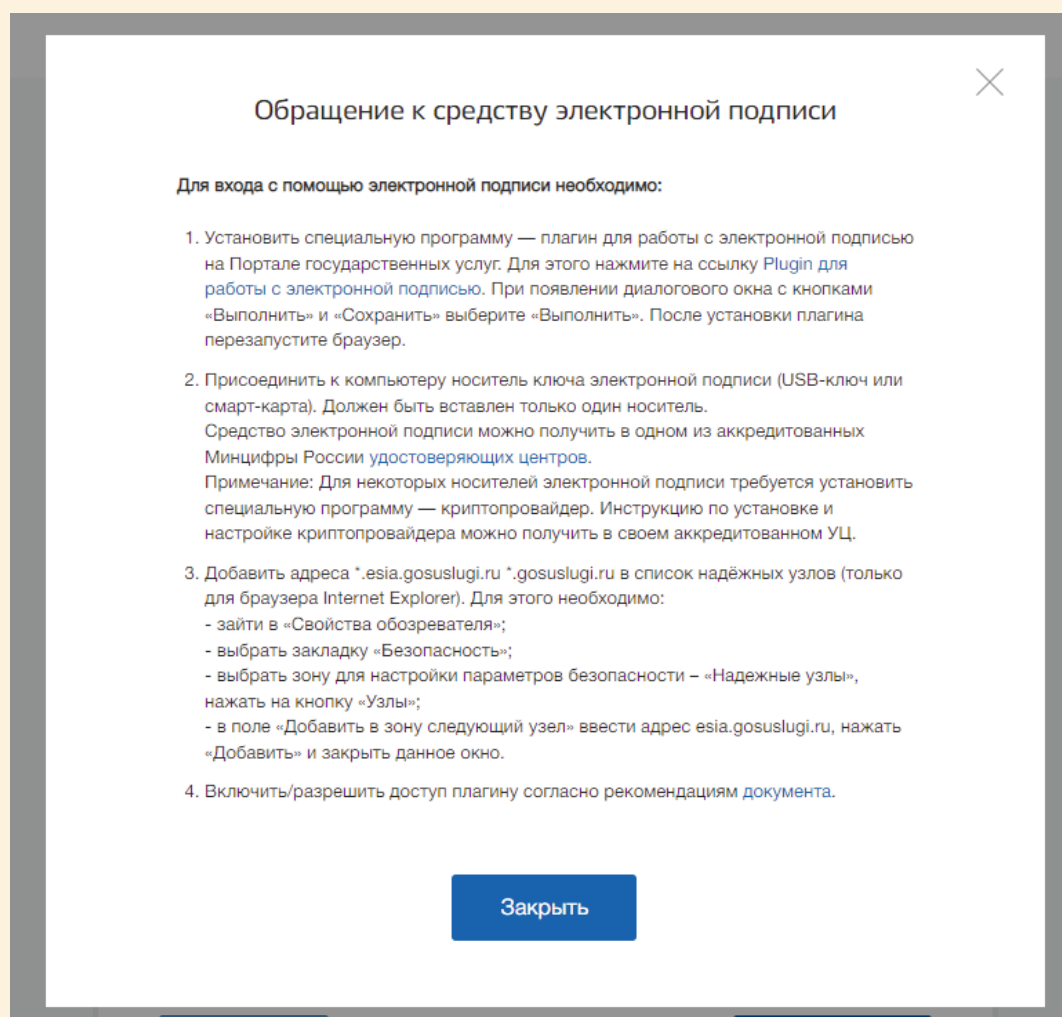 Обращение к средству электронной подписи
Для входа с помощью электронной подписи необходимо:
1. Установить специальную программу — плагин для работы с электронной подписью
на Портале государственных услуг. Для этого нажмите на ссылку Plugin для
работы с электронной подписью. При появлении диалогового окна с кнопками
«Выполнить» и «Сохранить» выберите «Выполнить». После установки плагина
перезапустите браузер.
2. Присоединить к компьютеру носитель ключа электронной подписи (USB-ключ или
смарт-карта). Должен быть вставлен только один носитель.
Средство электронной подписи можно получить в одном из аккредитованных
Минцифры России удостоверяющих центров.
Примечание: Для некоторых носителей электронной подписи требуется установить
специальную программу — криптопровайдер. Инструкцию по установке и
настройке криптопровайдера можно получить в своем аккредитованном УЦ.
3. Добавить адреса *.esia.gosuslugi.ru *.gosuslugi.ru в список надёжных узлов (только
для браузера Internet Explorer). Для этого необходимо:
- зайти в «Свойства обозревателя»;
- выбрать закладку «Безопасность»;
- выбрать зону для настройки параметров безопасности – «Надежные узлы»,
нажать на кнопку «Узлы»;
- в поле «Добавить в зону следующий узел» ввести адрес esia.gosuslugi.ru, нажать
«Добавить» и закрыть данное окно.
4. Включить/разрешить доступ плагину согласно рекомендациям документа.
Закрыть